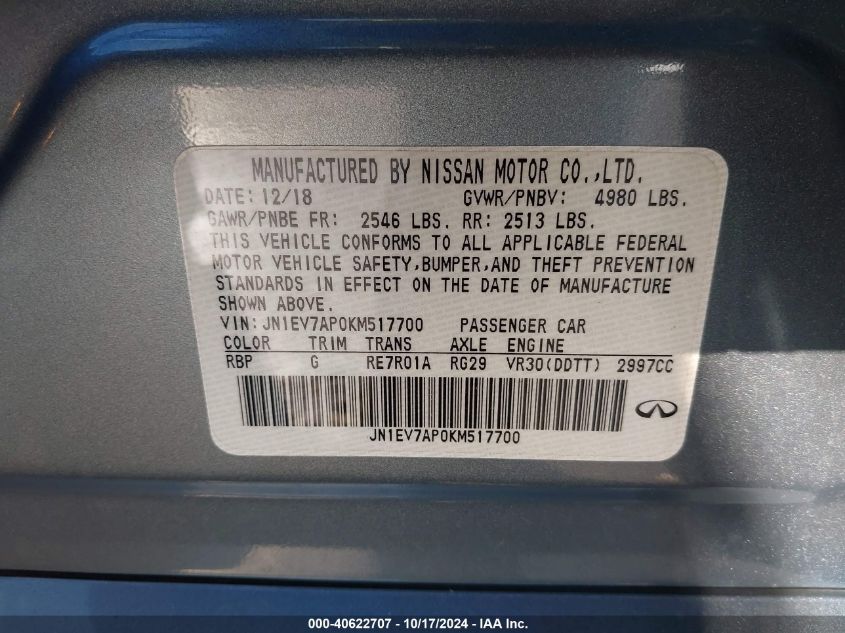 MANUFACTURED BY NISSAN MOTOR CO.,LTD.
DATE: 12/18 GVWR/PNBV: 4980 LBS.
GAWR/PNBE FR: 2546 LBS. RR: 2513 LBS.
THIS VEHICLE CONFORMS TO ALL APPLICABLE FEDERAL
MOTOR VEHICLE SAFETY,BUMPER,AND THEFT PREVENTION
STANDARDS IN EFFECT ON THE DATE OF MANUFACTURE
SHOWN ABOVE.
VIN:JN1EV7AP0KM517700 PASSENGER CAR
COLOR TRIM TRANS AXLE ENGINE
RBP G RE7R01A RG29 VR30(DDTT) 2997CC
JN1EV7AP0KM517700
000-40622707 - 10/17/2024 - IAA Inc.